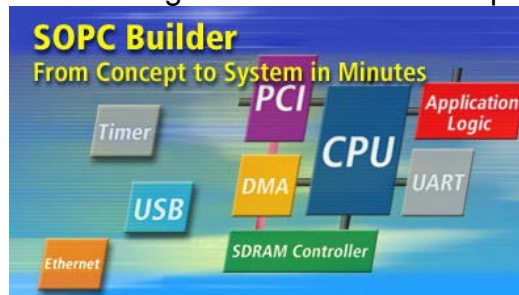 SOPC Builder
From Concept to System in Minutes
PCI
Application
Logic
Timer
CPU
DMA
UART
USB
SDRAM Controller
Ethernet